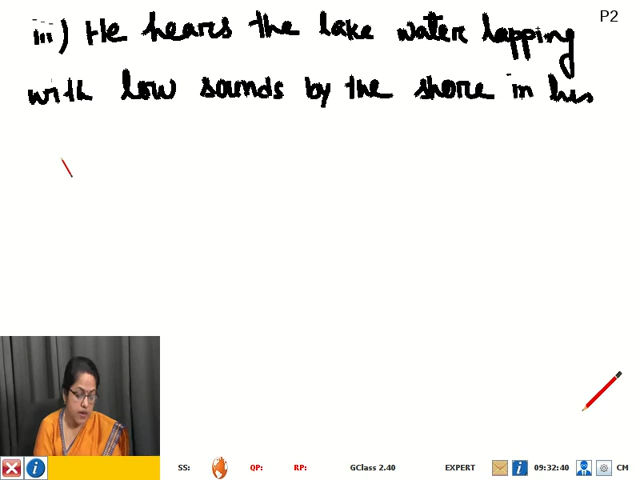 P2
iii) He hears the lake water lapping
with low sounds by the shore in his
SS: QP: RP: GClass 2.40 EXPERT 09:32:40 CM